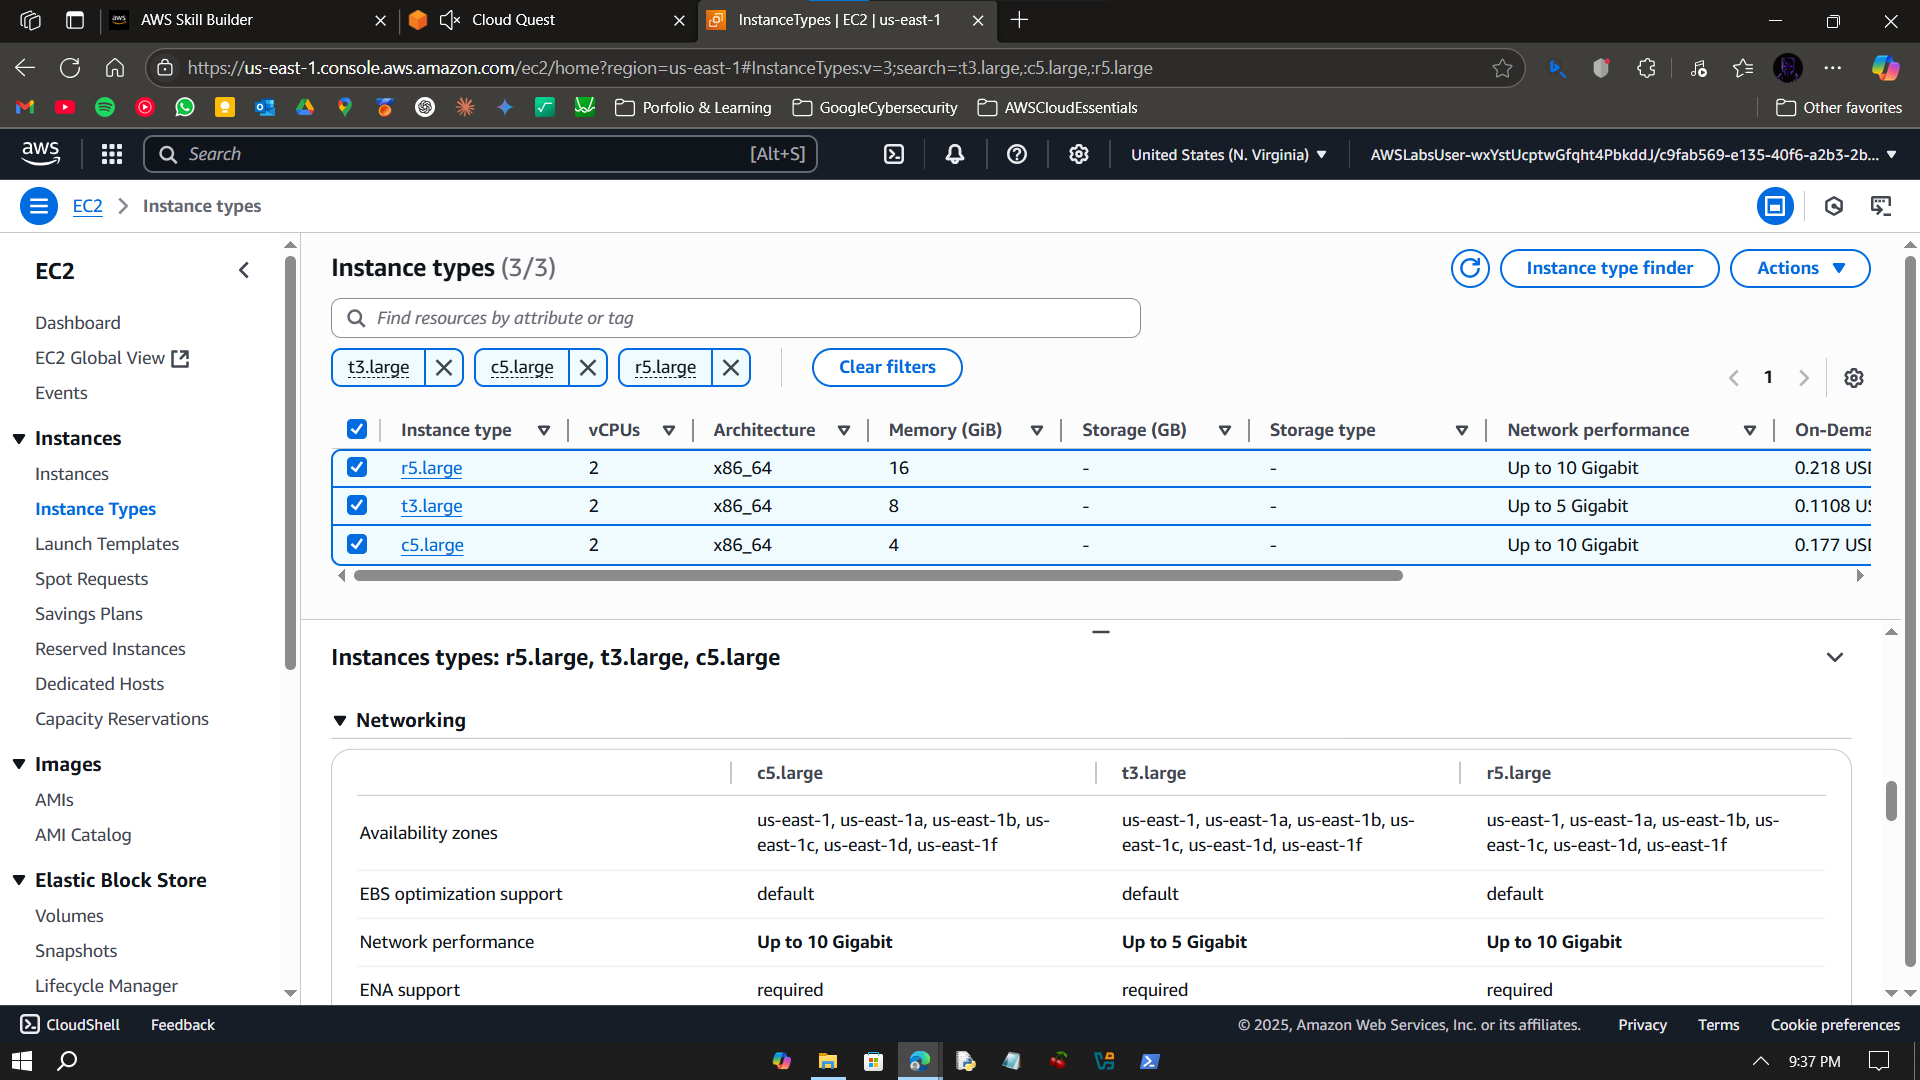 AWS Skill Builder
Cloud Quest
InstanceTypes | EC2 | us-east-1
https://us-east-1.console.aws.amazon.com/ec2/home?region=us-east-1#InstanceTypes:v=3;search=:t3.large,:c5.large,:r5.large
Porfolio & Learning
GoogleCybersecurity
AWSCloudEssentials
Other favorites
aws
Search
[Alt+S]
United States (N. Virginia)
AWSLabsUser-wxYstUcptwGfqht4PbkddJ/c9fab569-e135-40f6-a2b3-2b...
EC2 Instance types
EC2
Dashboard
EC2 Global View
Events
Instances
Instances
Instance Types
Launch Templates
Spot Requests
Savings Plans
Reserved Instances
Dedicated Hosts
Capacity Reservations
Images
AMIs
AMI Catalog
Elastic Block Store
Volumes
Snapshots
Lifecycle Manager
Instance types (3/3)
Instance type finder
Actions
Find resources by attribute or tag
t3.large c5.large r5.large Clear filters
1
Instance type vCPUs Architecture Memory (GiB) Storage (GB) Storage type Network performance On-Dema
r5.large 2 x86_64 16 - - Up to 10 Gigabit 0.218 USD
t3.large 2 x86_64 8 - - Up to 5 Gigabit 0.1108 US
c5.large 2 x86_64 4 - - Up to 10 Gigabit 0.177 USD
Instances types: r5.large, t3.large, c5.large
Networking
c5.large t3.large r5.large
Availability zones
us-east-1, us-east-1a, us-east-1b, us-
east-1c, us-east-1d, us-east-1f
us-east-1, us-east-1a, us-east-1b, us-
east-1c, us-east-1d, us-east-1f
us-east-1, us-east-1a, us-east-1b, us-
east-1c, us-east-1d, us-east-1f
EBS optimization support default default default
Network performance Up to 10 Gigabit Up to 5 Gigabit Up to 10 Gigabit
ENA support required required required
CloudShell Feedback
© 2025, Amazon Web Services, Inc. or its affiliates. Privacy Terms Cookie preferences
9:37 PM